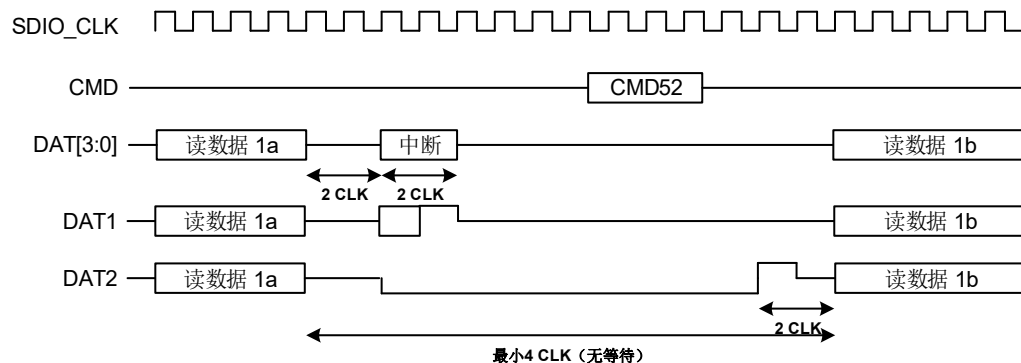 SDIO_CLK
CMD
CMD52
DAT[3:0]
读数据 1a
中断
读数据 1b
2 CLK
2 CLK
DAT1
读数据 1a
读数据 1b
DAT2
读数据 1a
读数据 1b
2 CLK
最小4 CLK（无等待）